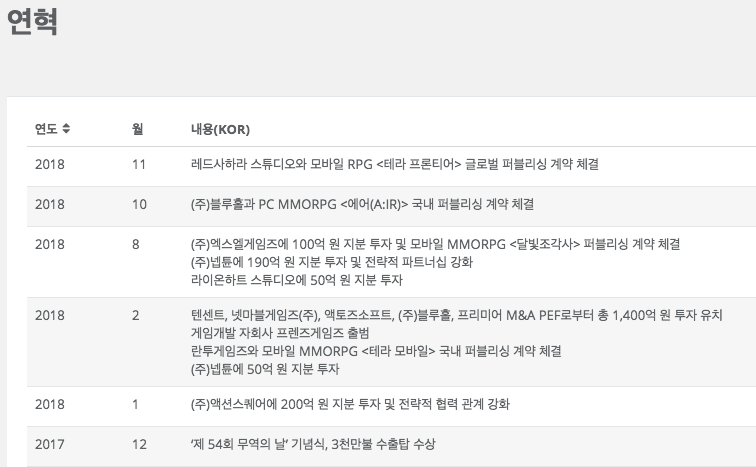 연혁
연도 월 내용(KOR)
2018 11 레드사하라 스튜디오와 모바일 RPG <테라 프론티어> 글로벌 퍼블리싱 계약 체결
2018 10 (주)블루홀과 PC MMORPG <에어(A:IR)> 국내 퍼블리싱 계약 체결
2018 8 (주)엑스엘게임즈에 100억 원 지분 투자 및 모바일 MMORPG <달빛조각사> 퍼블리싱 계약 체결
(주)넵튠에 190억 원 지분 투자 및 전략적 파트너십 강화
라이온하트 스튜디오에 50억 원 지분 투자
2018 2 텐센트, 넷마블게임즈(주), 액토즈소프트, (주)블루홀, 프리미어 M&A PEF로부터 총 1,400억 원 투자 유치
게임개발 자회사 프렌즈게임즈 출범
란투게임즈와 모바일 MMORPG <테라 모바일> 국내 퍼블리싱 계약 체결
(주)넵튠에 50억 원 지분 투자
2018 1 (주)액션스퀘어에 200억 원 지분 투자 및 전략적 협력 관계 강화
2017 12 ‘제 54회 무역의 날‘ 기념식, 3천만불 수출탑 수상